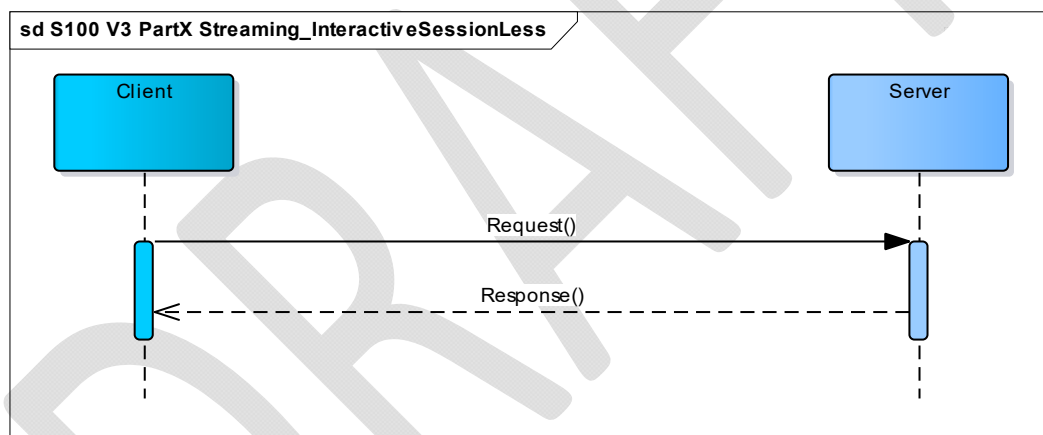 sd S100 V3 PartX Streaming_InteractiveSessionLess
Client
Server
Request()
Response()
DRAFT